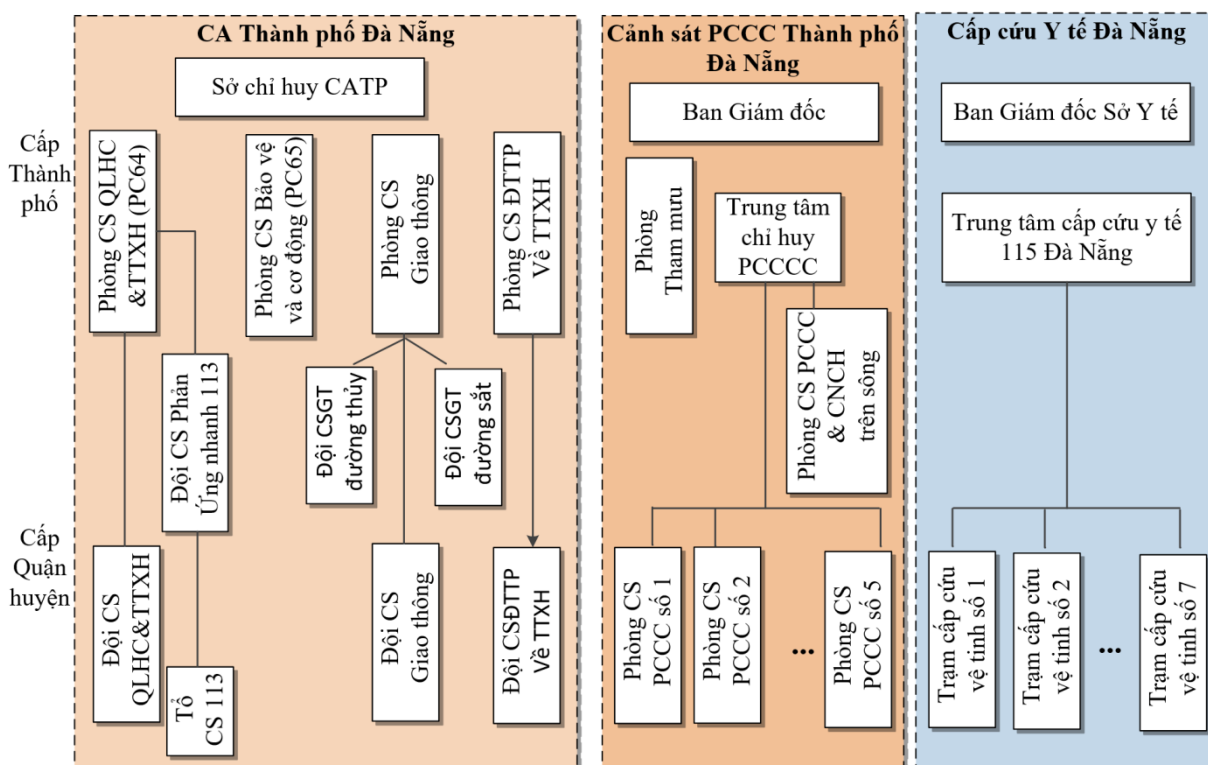 CA Thành phố Đà Nẵng
Sở chỉ huy CATP
Cấp
Thành
phố
Phòng CS QLHC
&TTXH (PC64)
Phòng CS Bảo vệ
và cơ động (PC65)
Phòng CS
Giao thông
Phòng CS ĐTTP
Về TTXH
Đội CS Phản
Ứng nhanh 113
Đội CSGT
đường thủy
Đội CSGT
đường sắt
Cấp
Quận
huyện
Đội CS
QLHC&TTXH
Tổ
CS 113
Đội CS
Giao thông
Đội CSĐTTP
Về TTXH
Cảnh sát PCCC Thành phố
Đà Nẵng
Ban Giám đốc
Phòng
Tham mưu
Trung tâm
chỉ huy
PCCCC
Phòng CS PCCC
& CNCH
trên sông
Phòng CS
PCCC số 1
Phòng CS
PCCC số 2
...
Phòng CS
PCCC số 5
Cấp cứu Y tế Đà Nẵng
Ban Giám đốc Sở Y tế
Trung tâm cấp cứu y tế
115 Đà Nẵng
Trạm cấp cứu
vệ tinh số 1
Trạm cấp cứu
vệ tinh số 2
...
Trạm cấp cứu
vệ tinh số 7